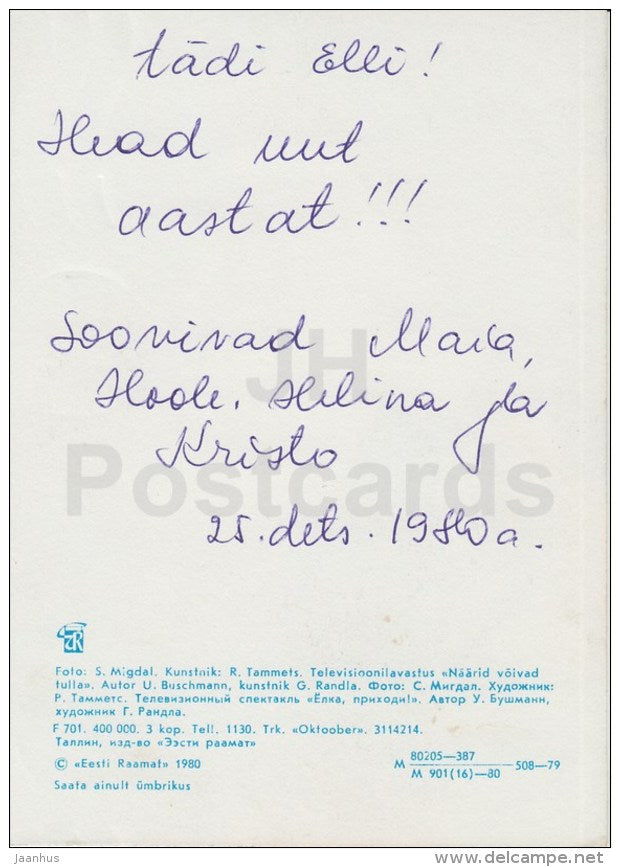 tädi Elli!
Head uut
aastat!!!
Soovivad Maia,
Hoole, Helina ja
Kristo
25. dets. 1980 a.
JH
Postcards
Foto: S. Migdal. Kunstnik: R. Tammets. Televisioonilavastus «Näärid võivad
tulla». Autor U. Buschmann, kunstnik G. Randla. Фото: С. Мигдал. Художник:
Р. Тамметс. Телевизионный спектакль «Ёлка, приходи!». Автор У. Бушманн,
художник Г. Рандла.
F 701. 400 000. 3 kop. Tell. 1130. Trk. «Oktoober». 3114214.
Таллин, изд-во «Ээсти раамат»
© «Eesti Raamat» 1980
М 80205—387 508—79
М 901(16)—80
Saata ainult ümbrikus
jaanhus
www.delcampe.net